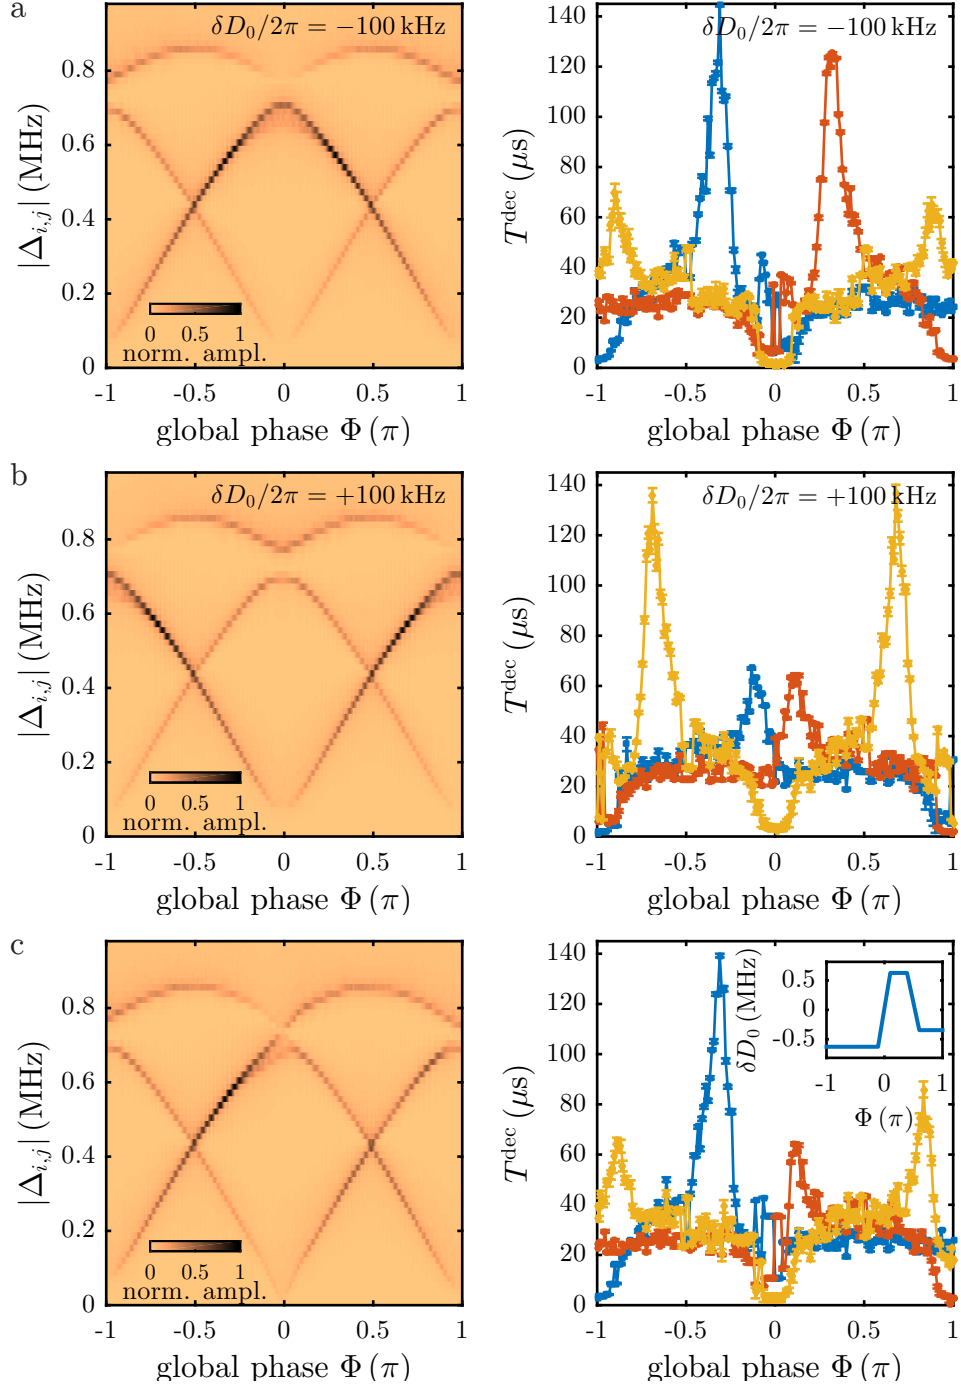 a
δD₀/2π = −100 kHz
|Δᵢ,ⱼ| (MHz)
0.8
0.6
0.4
0.2
0
0 0.5 1
norm. ampl.
-1 -0.5 0 0.5 1
global phase Φ (π)
δD₀/2π = −100 kHz
T^dec (μs)
140
120
100
80
60
40
20
0
-1 -0.5 0 0.5 1
global phase Φ (π)
b
δD₀/2π = +100 kHz
|Δᵢ,ⱼ| (MHz)
0.8
0.6
0.4
0.2
0
0 0.5 1
norm. ampl.
-1 -0.5 0 0.5 1
global phase Φ (π)
δD₀/2π = +100 kHz
T^dec (μs)
140
120
100
80
60
40
20
0
-1 -0.5 0 0.5 1
global phase Φ (π)
c
|Δᵢ,ⱼ| (MHz)
0.8
0.6
0.4
0.2
0
0 0.5 1
norm. ampl.
-1 -0.5 0 0.5 1
global phase Φ (π)
T^dec (μs)
140
120
100
80
60
40
20
0
-1 -0.5 0 0.5 1
global phase Φ (π)
δD₀ (MHz)
0.5
0
-0.5
-1 0 1
Φ (π)